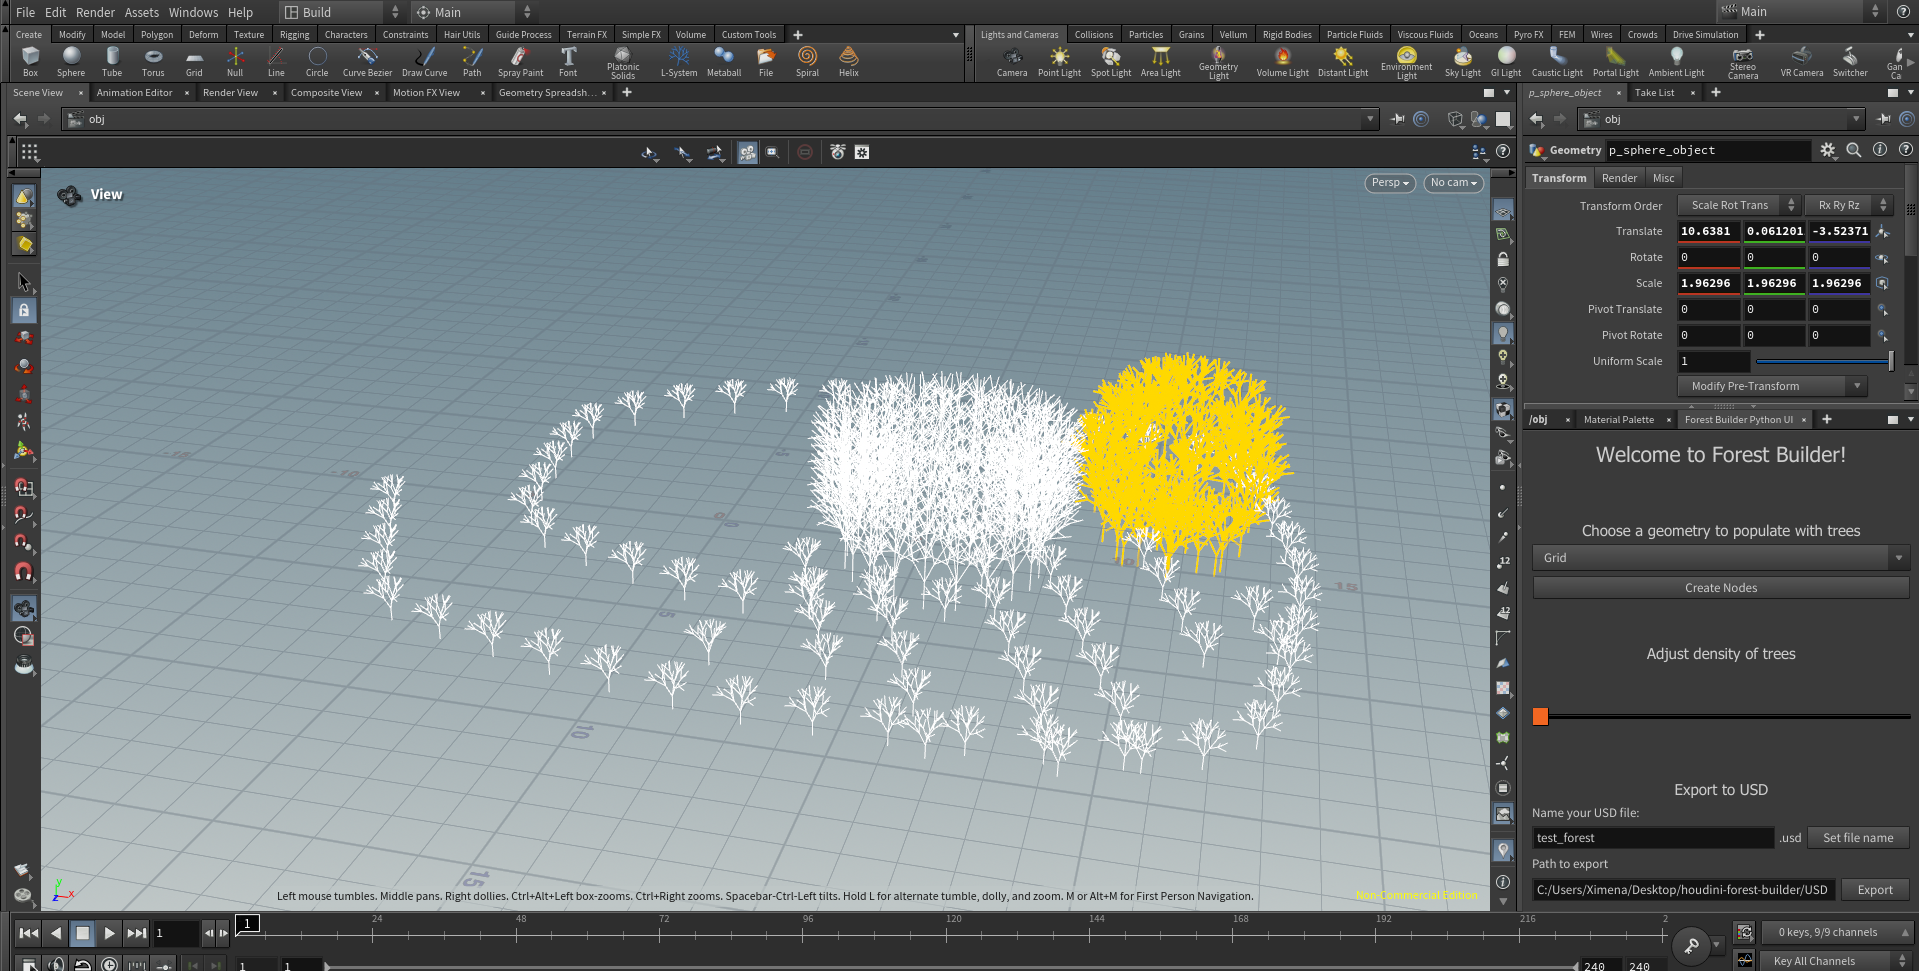 File Edit Render Assets Windows Help Build Main Main
Create Modify Model Polygon Deform Texture Rigging Characters Constraints Hair Utils Guide Process Terrain FX Simple FX Volume Custom Tools
Lights and Cameras Collisions Particles Grains Vellum Rigid Bodies Particle Fluids Viscous Fluids Oceans Pyro FX FEM Wires Crowds Drive Simulation
Box Sphere Tube Torus Grid Null Line Circle Curve Bezier Draw Curve Path Spray Paint Font Platonic Solids L-System Metaball File Spiral Helix
Camera Point Light Spot Light Area Light Geometry Light Volume Light Distant Light Environment Light Sky Light GI Light Caustic Light Portal Light Ambient Light Stereo Camera VR Camera Switcher Gan Ca
Scene View Animation Editor Render View Composite View Motion FX View Geometry Spreadsh...
p_sphere_object Take List
obj
obj
Geometry p_sphere_object
View
Persp No cam
Transform Render Misc
Transform Order Scale Rot Trans Rx Ry Rz
Translate 10.6381 0.061201 -3.52371
Rotate 0 0 0
Scale 1.96296 1.96296 1.96296
Pivot Translate 0 0 0
Pivot Rotate 0 0 0
Uniform Scale 1
Modify Pre-Transform
/obj Material Palette Forest Builder Python UI
Welcome to Forest Builder!
Choose a geometry to populate with trees
Grid
Create Nodes
Adjust density of trees
Export to USD
Name your USD file:
test_forest .usd Set file name
Path to export
C:/Users/Ximena/Desktop/houdini-forest-builder/USD Export
-15 -10 5 10 15 15
12
12
Left mouse tumbles. Middle pans. Right dollies. Ctrl+Alt+Left box-zooms. Ctrl+Right zooms. Spacebar-Ctrl-Left tilts. Hold L for alternate tumble, dolly, and zoom. M or Alt+M for First Person Navigation.
Non-Commercial Edition
y x z
1 1 24 48 72 96 120 144 168 192 216 2
0 keys, 9/9 channels
1 1 240 240 Key All Channels